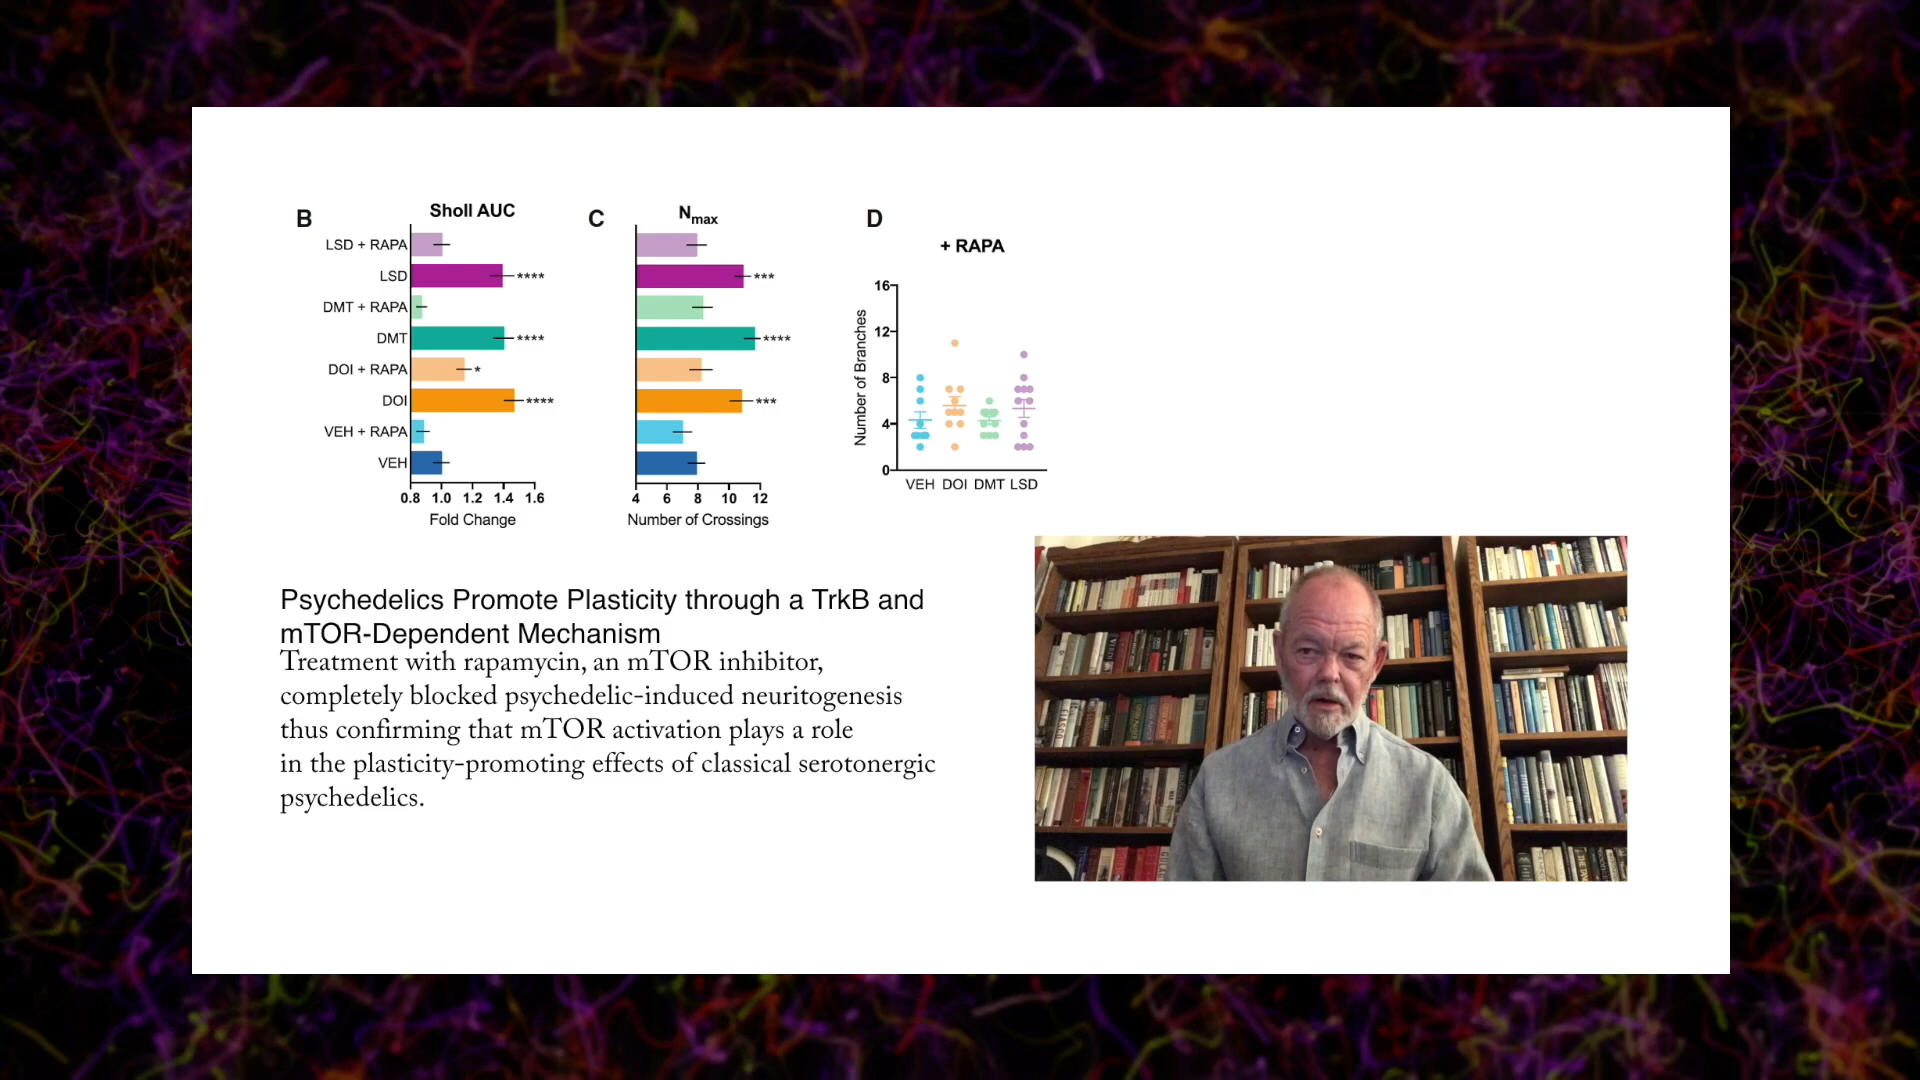 B
Sholl AUC
LSD + RAPA
LSD ****
DMT + RAPA
DMT ****
DOI + RAPA *
DOI ****
VEH + RAPA
VEH
0.8 1.0 1.2 1.4 1.6
Fold Change
C
Nmax
***
****
***
4 6 8 10 12
Number of Crossings
D
+ RAPA
Number of Branches
16
12
8
4
0
VEH DOI DMT LSD
Psychedelics Promote Plasticity through a TrkB and
mTOR-Dependent Mechanism
Treatment with rapamycin, an mTOR inhibitor,
completely blocked psychedelic-induced neuritogenesis
thus confirming that mTOR activation plays a role
in the plasticity-promoting effects of classical serotonergic
psychedelics.